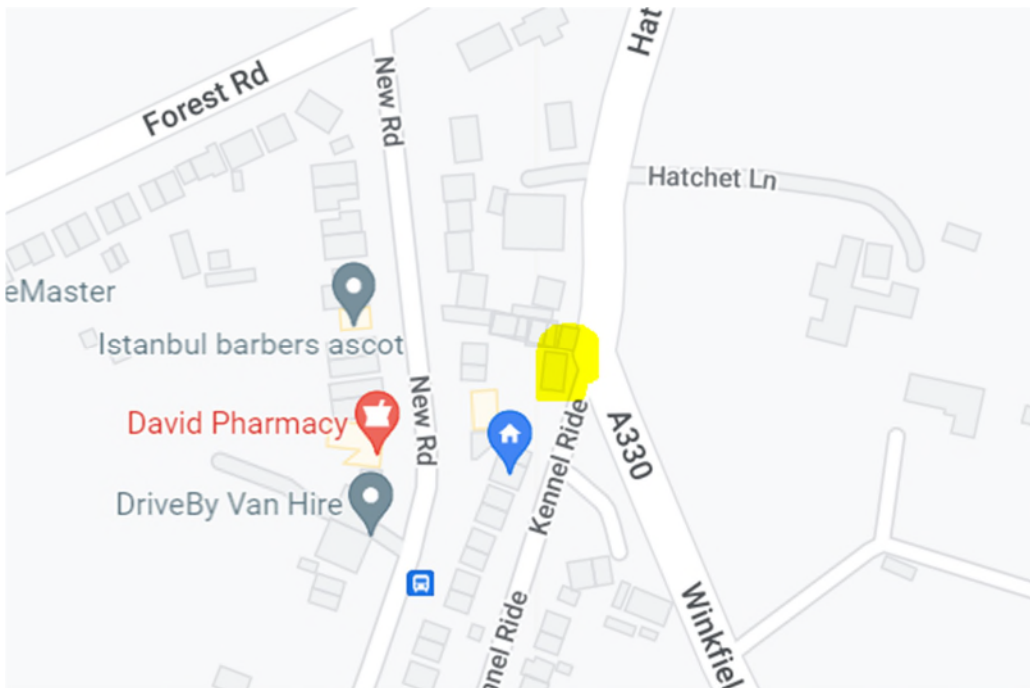 Hat
Forest Rd
New Rd
Hatchet Ln
eMaster
Istanbul barbers ascot
New Rd
David Pharmacy
A330
Kennel Ride
DriveBy Van Hire
Winkfiel
nnel Ride